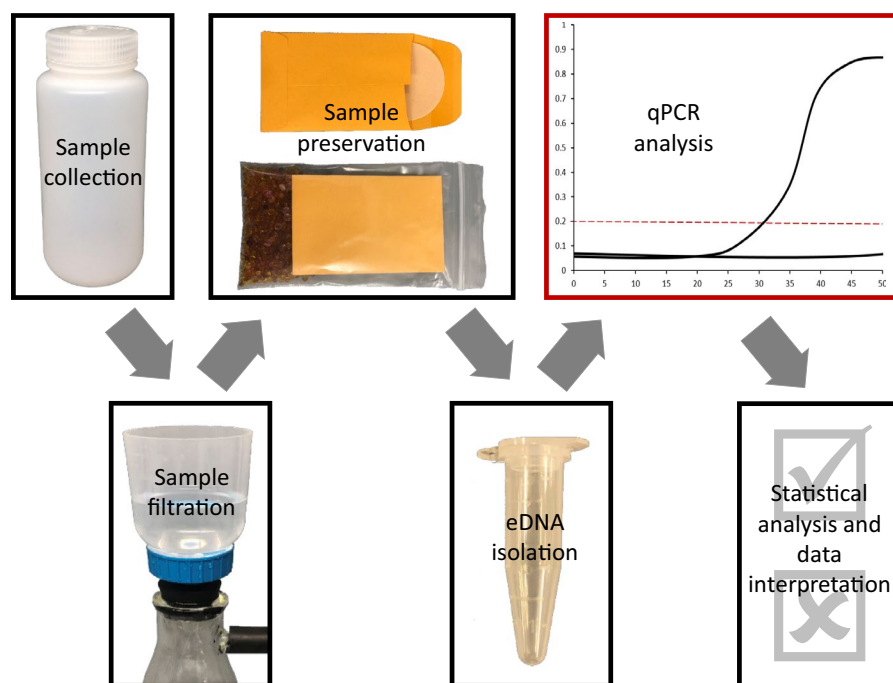 Sample
collection
Sample
preservation
qPCR
analysis
1
0.9
0.8
0.7
0.6
0.5
0.4
0.3
0.2
0.1
0
0 5 10 15 20 25 30 35 40 45 50
Sample
filtration
eDNA
isolation
Statistical
analysis and
data
interpretation